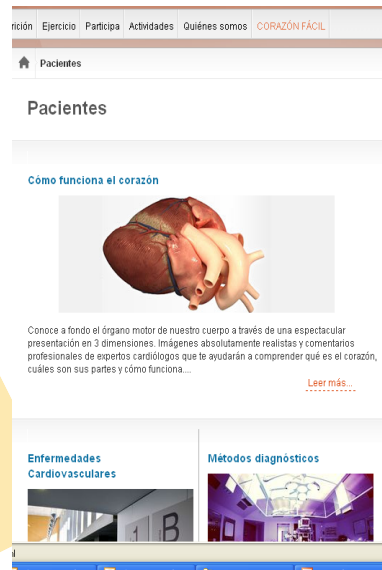 Ejercicio Participa Actividades Quiénes somos CORAZÓN FÁCIL
Pacientes
Pacientes
Cómo funciona el corazón
Conoce a fondo el órgano motor de nuestro cuerpo a través de una espectacular
presentación en 3 dimensiones. Imágenes absolutamente realistas y comentarios
profesionales de expertos cardiólogos que te ayudarán a comprender qué es el corazón,
cuáles son sus partes y cómo funciona....
Leer más...
Enfermedades
Cardiovasculares
Métodos diagnósticos
1 B